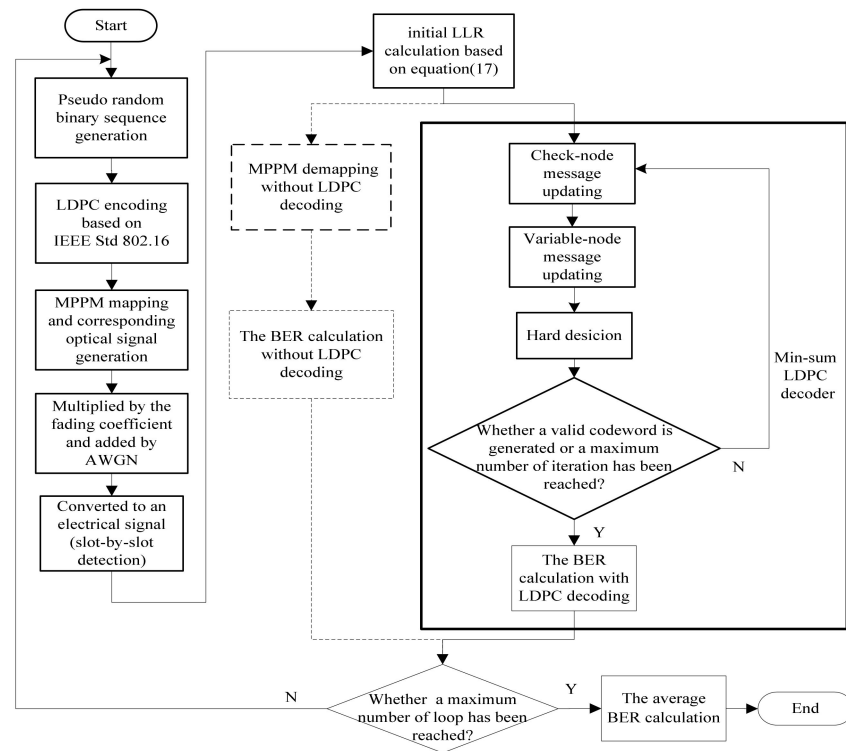 Start
Pseudo random
binary sequence
generation
LDPC encoding
based on
IEEE Std 802.16
MPPM mapping
and corresponding
optical signal
generation
Multiplied by the
fading coefficient
and added by
AWGN
Converted to an
electrical signal
(slot-by-slot
detection)
initial LLR
calculation based
on equation(17)
MPPM demapping
without LDPC
decoding
The BER calculation
without LDPC
decoding
Check-node
message updating
Variable-node
message
updating
Hard desicion
Min-sum
LDPC
decoder
Whether a valid codeword is
generated or a maximum
number of iteration has been
reached?
N
Y
The BER
calculation with
LDPC decoding
Whether a maximum
number of loop has been
reached?
N
Y
The average
BER calculation
End